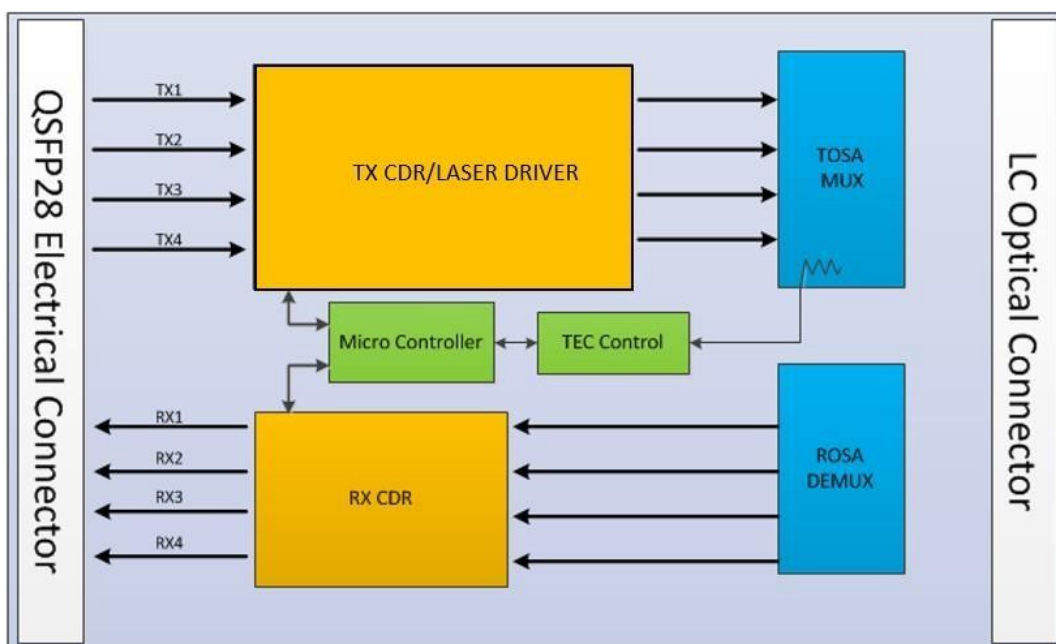 QSFP28 Electrical Connector
TX1
TX2
TX3
TX4
TX CDR/LASER DRIVER
TOSA
MUX
LC Optical Connector
Micro Controller
TEC Control
RX1
RX2
RX3
RX4
RX CDR
ROSA
DEMUX